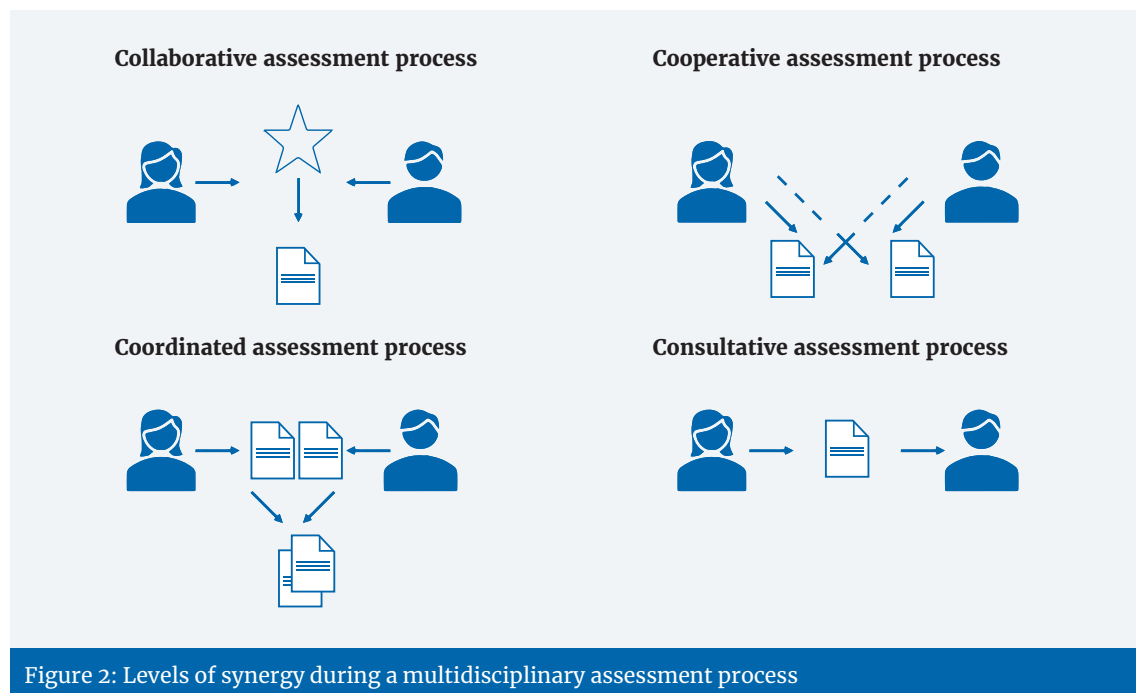 Collaborative assessment process
Cooperative assessment process
Coordinated assessment process
Consultative assessment process
Figure 2: Levels of synergy during a multidisciplinary assessment process